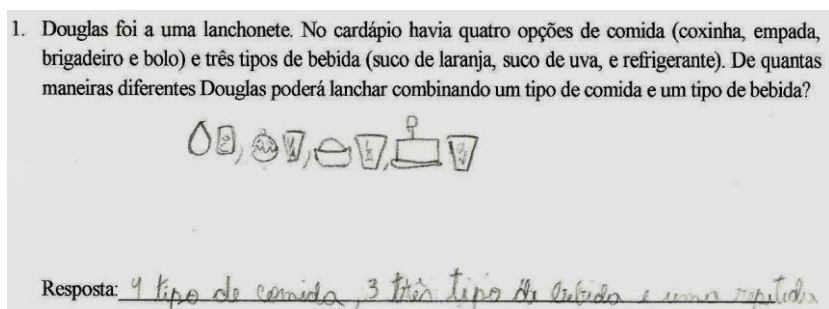 1. Douglas foi a uma lanchonete. No cardápio havia quatro opções de comida (coxinha, empada,
brigadeiro e bolo) e três tipos de bebida (suco de laranja, suco de uva, e refrigerante). De quantas
maneiras diferentes Douglas poderá lanchar combinando um tipo de comida e um tipo de bebida?
Resposta: 4 tipo de comida, 3 três tipo de bebida e uma repetida